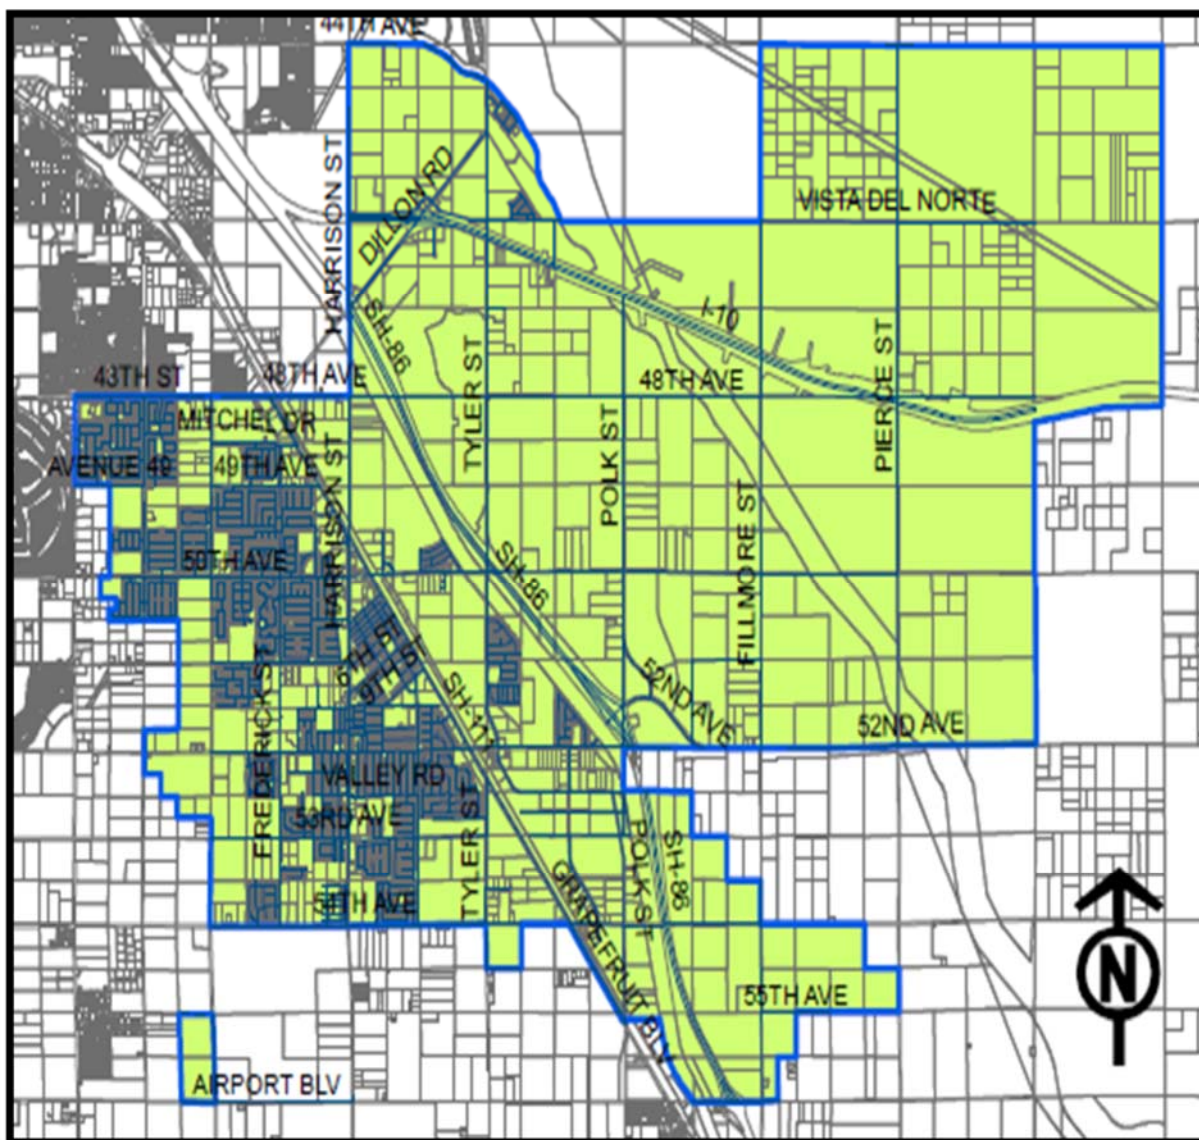 44TH AVE
HARRISON ST
DILLON RD
VISTA DEL NORTE
SH-86
I-10
43TH ST
48TH AVE
TYLER ST
48TH AVE
PIERCE ST
MITCHEL DR
AVENUE 49
49TH AVE
HARRISON ST
POLK ST
FILLMORE ST
50TH AVE
SH-86
6TH ST
9TH ST
FREDERICK ST
SH-111
52ND AVE
52ND AVE
VALLEY RD
53RD AVE
TYLER ST
POLK ST
SH-86
54TH AVE
GRAPEFRUIT BLV
55TH AVE
N
AIRPORT BLV